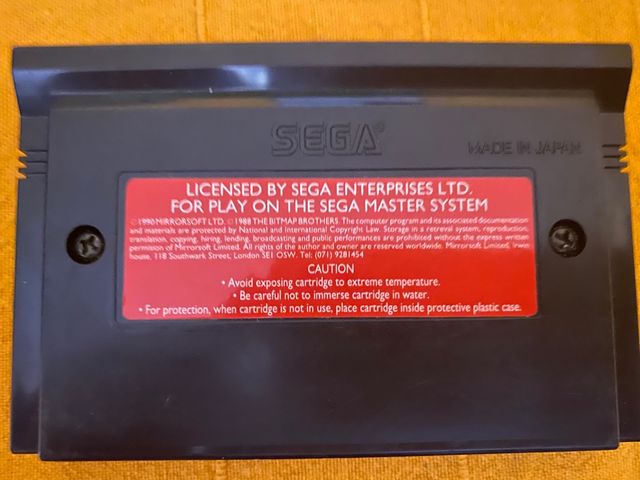 SEGA®
MADE IN JAPAN
LICENSED BY SEGA ENTERPRISES LTD.
FOR PLAY ON THE SEGA MASTER SYSTEM
© 1990 MIRRORSOFT LTD. © 1988 THE BITMAP BROTHERS. The computer program and its associated documentation
and materials are protected by National and International Copyright Law. Storage in a retreval system, reproduction,
translation, copying, hiring, lending, broadcasting and public performances are prohibited without the express written
permission of Mirrorsoft Limited. All rights of the author and owner are reserved worldwide. Mirrorsoft Limited, Irwin
house, 118 Southwark Street, London SE1 OSW. Tel: (071) 9281454
CAUTION
• Avoid exposing cartridge to extreme temperature.
• Be careful not to immerse cartridge in water.
• For protection, when cartridge is not in use, place cartridge inside protective plastic case.